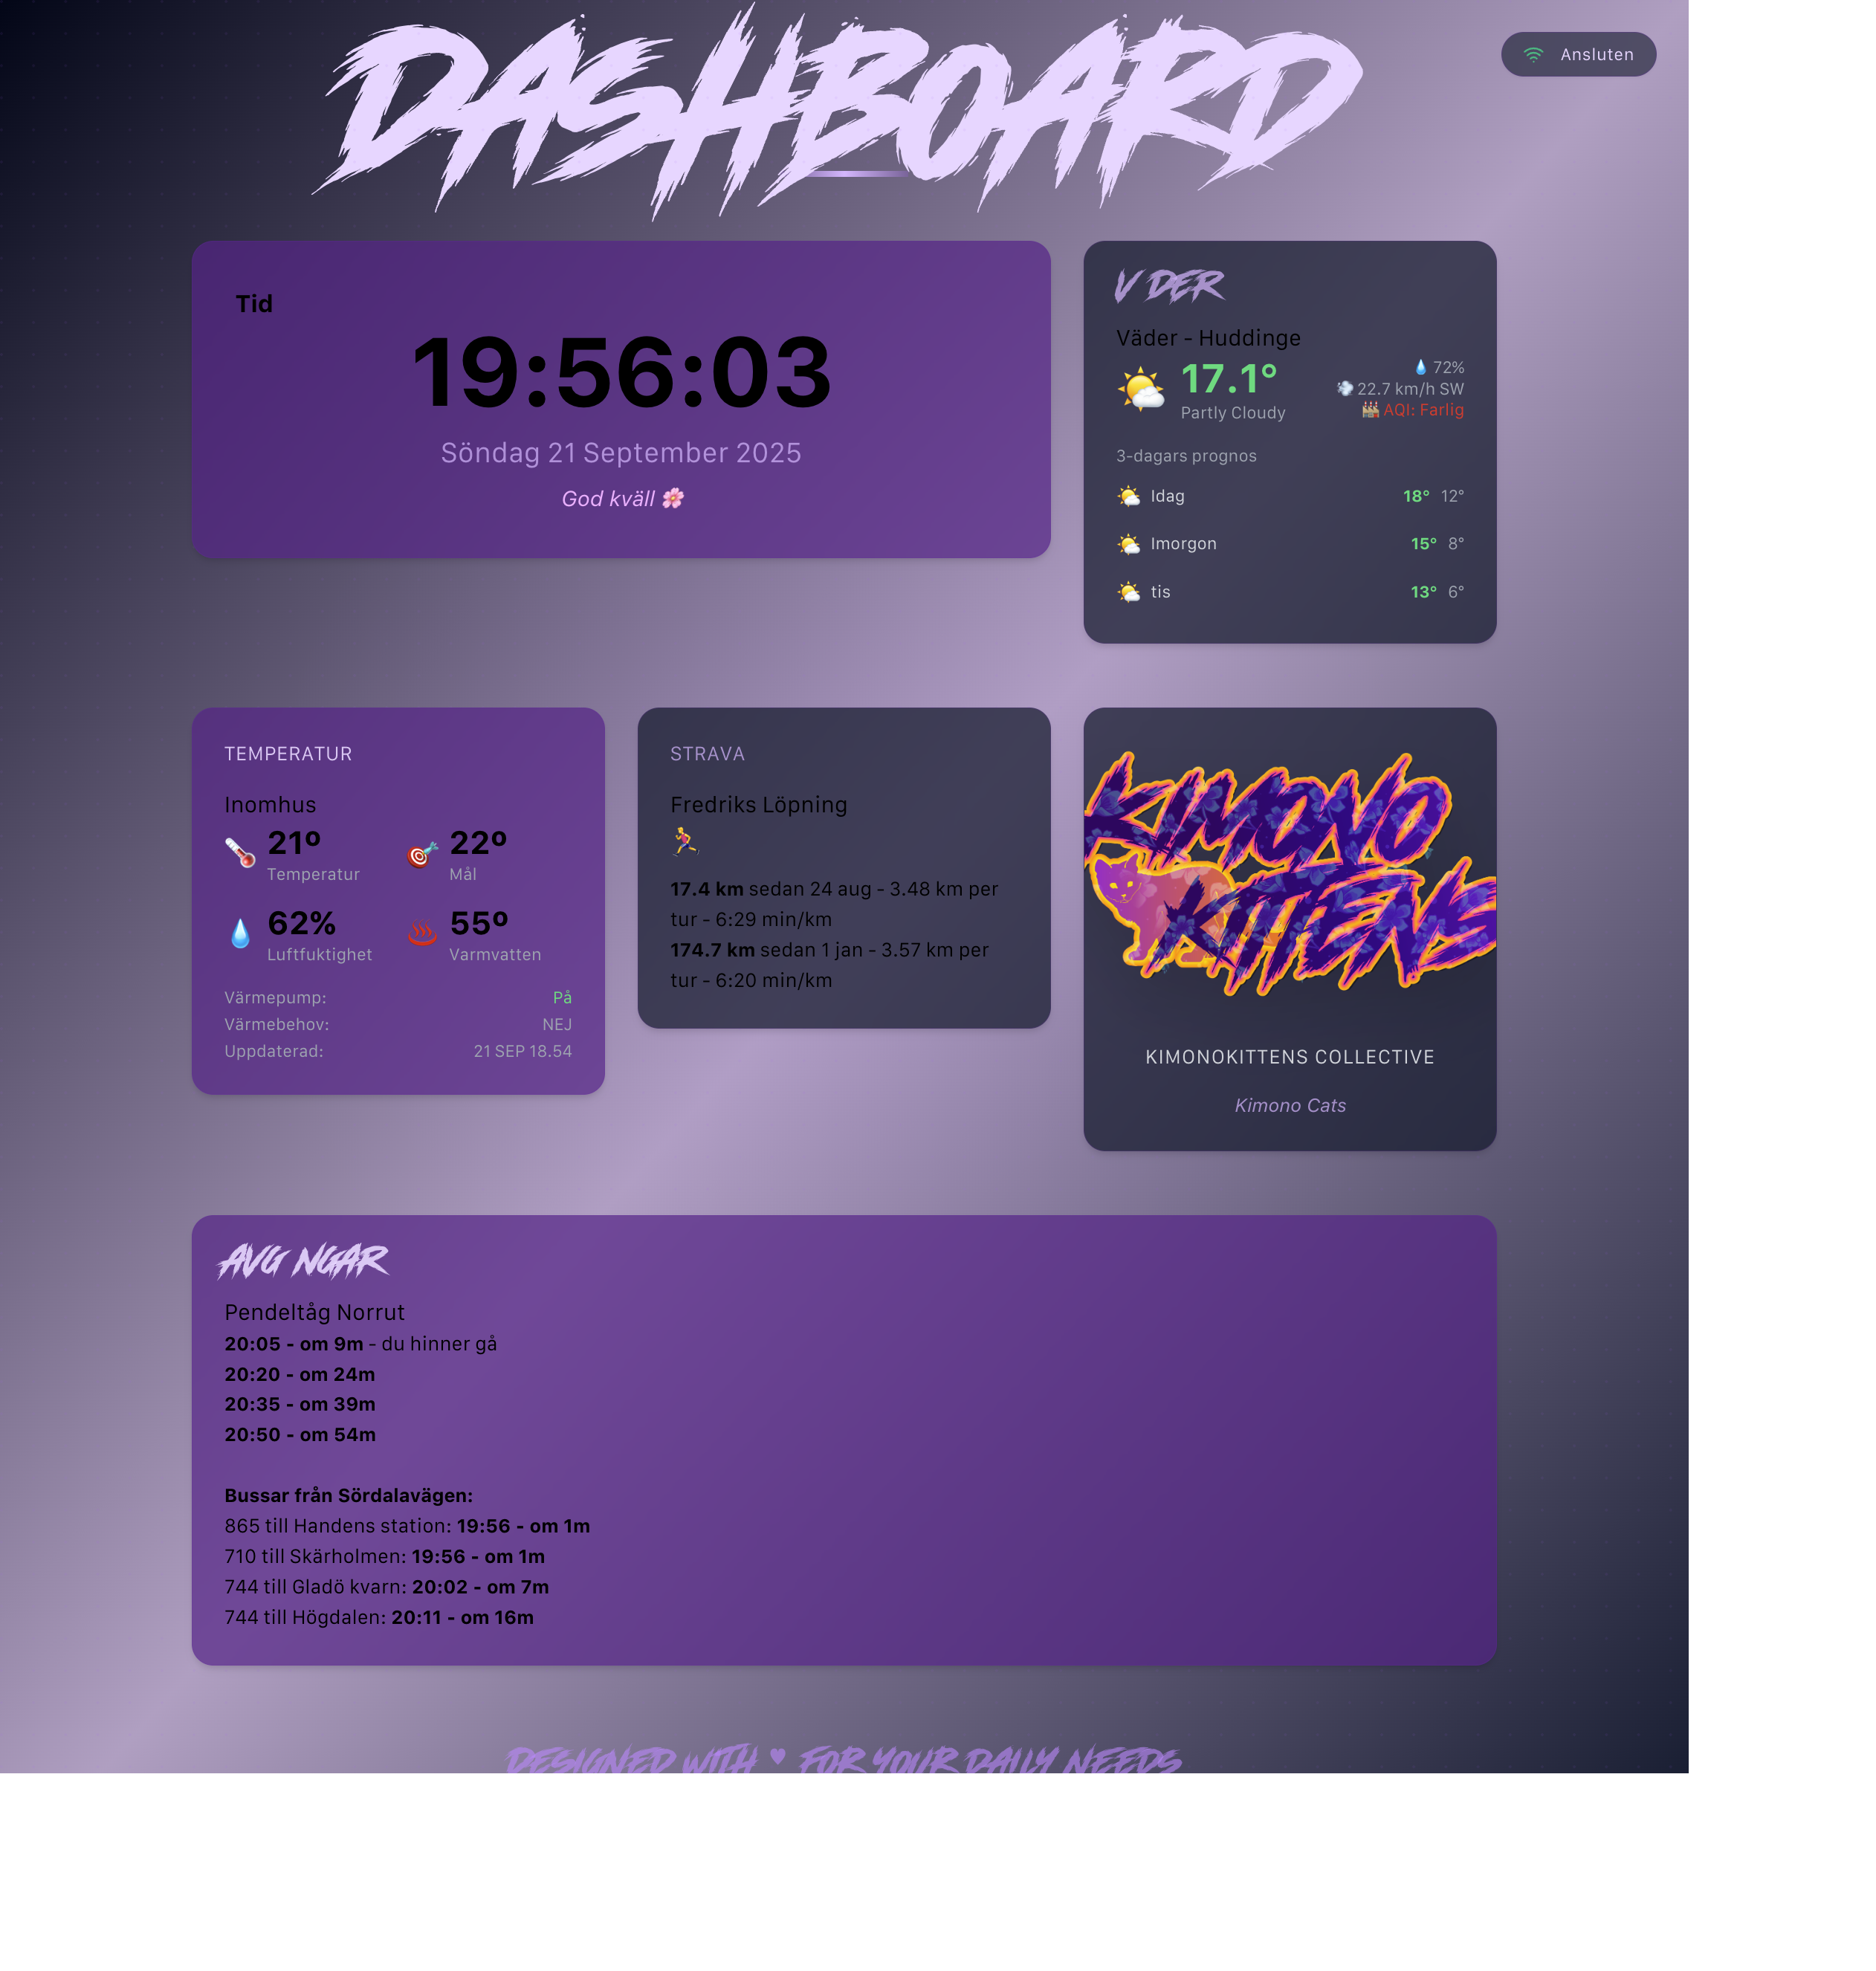 DASHBOARD
Ansluten
Tid
19:56:03
Söndag 21 September 2025
God kväll 🌸
V DER
Väder - Huddinge
17.1°
Partly Cloudy
💧 72%
💨 22.7 km/h SW
🏭 AQI: Farlig
3-dagars prognos
Idag 18° 12°
Imorgon 15° 8°
tis 13° 6°
TEMPERATUR
Inomhus
21º
Temperatur
22º
Mål
62%
Luftfuktighet
55º
Varmvatten
Värmepump: På
Värmebehov: NEJ
Uppdaterad: 21 SEP 18.54
STRAVA
Fredriks Löpning
17.4 km sedan 24 aug - 3.48 km per
tur - 6:29 min/km
174.7 km sedan 1 jan - 3.57 km per
tur - 6:20 min/km
KIMONO
KITTENS
KIMONOKITTENS COLLECTIVE
Kimono Cats
AVG NGAR
Pendeltåg Norrut
20:05 - om 9m - du hinner gå
20:20 - om 24m
20:35 - om 39m
20:50 - om 54m
Bussar från Sördalavägen:
865 till Handens station: 19:56 - om 1m
710 till Skärholmen: 19:56 - om 1m
744 till Gladö kvarn: 20:02 - om 7m
744 till Högdalen: 20:11 - om 16m
DESIGNED WITH ♥ FOR YOUR DAILY NEEDS